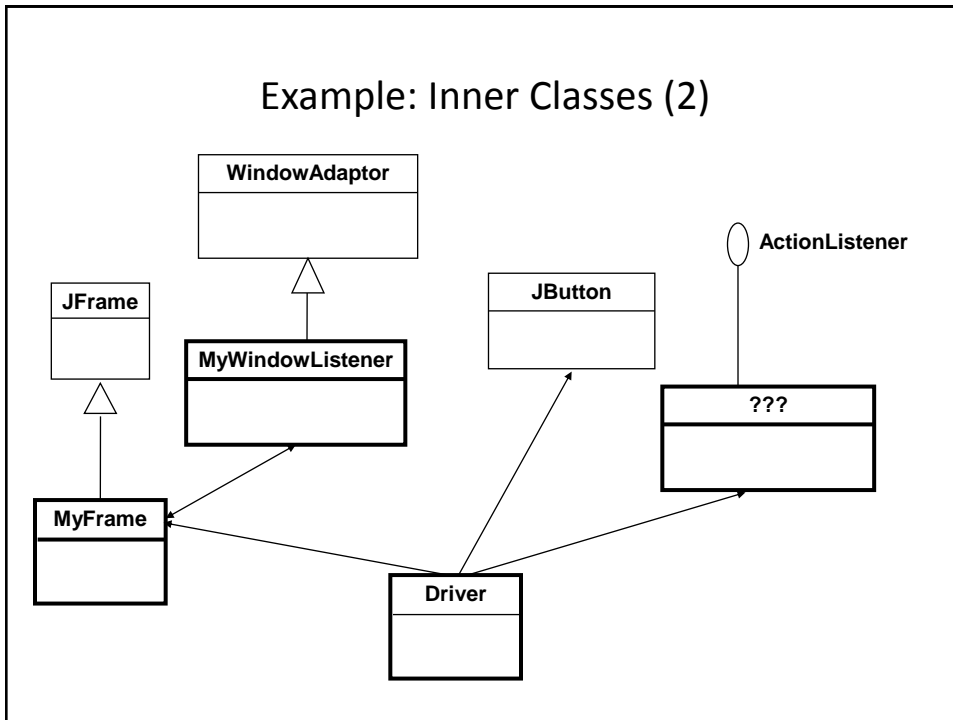 Example: Inner Classes (2)
WindowAdaptor
ActionListener
JFrame
JButton
MyWindowListener
???
MyFrame
Driver